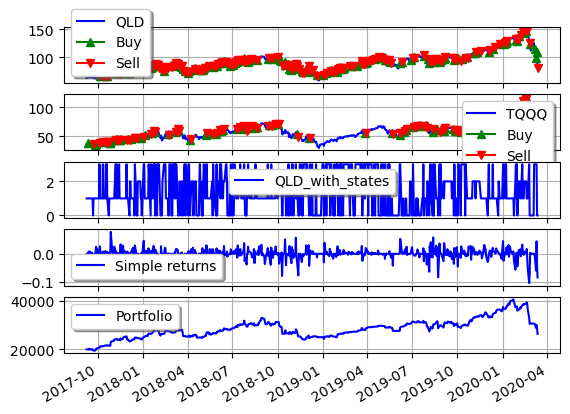 150
QLD
Buy
Sell
100
100
50
TQQQ
Buy
Sell
2
0
QLD_with_states
0.0
−0.1
Simple returns
40000
20000
Portfolio
2017-10
2018-01
2018-04
2018-07
2018-10
2019-01
2019-04
2019-07
2019-10
2020-01
2020-04